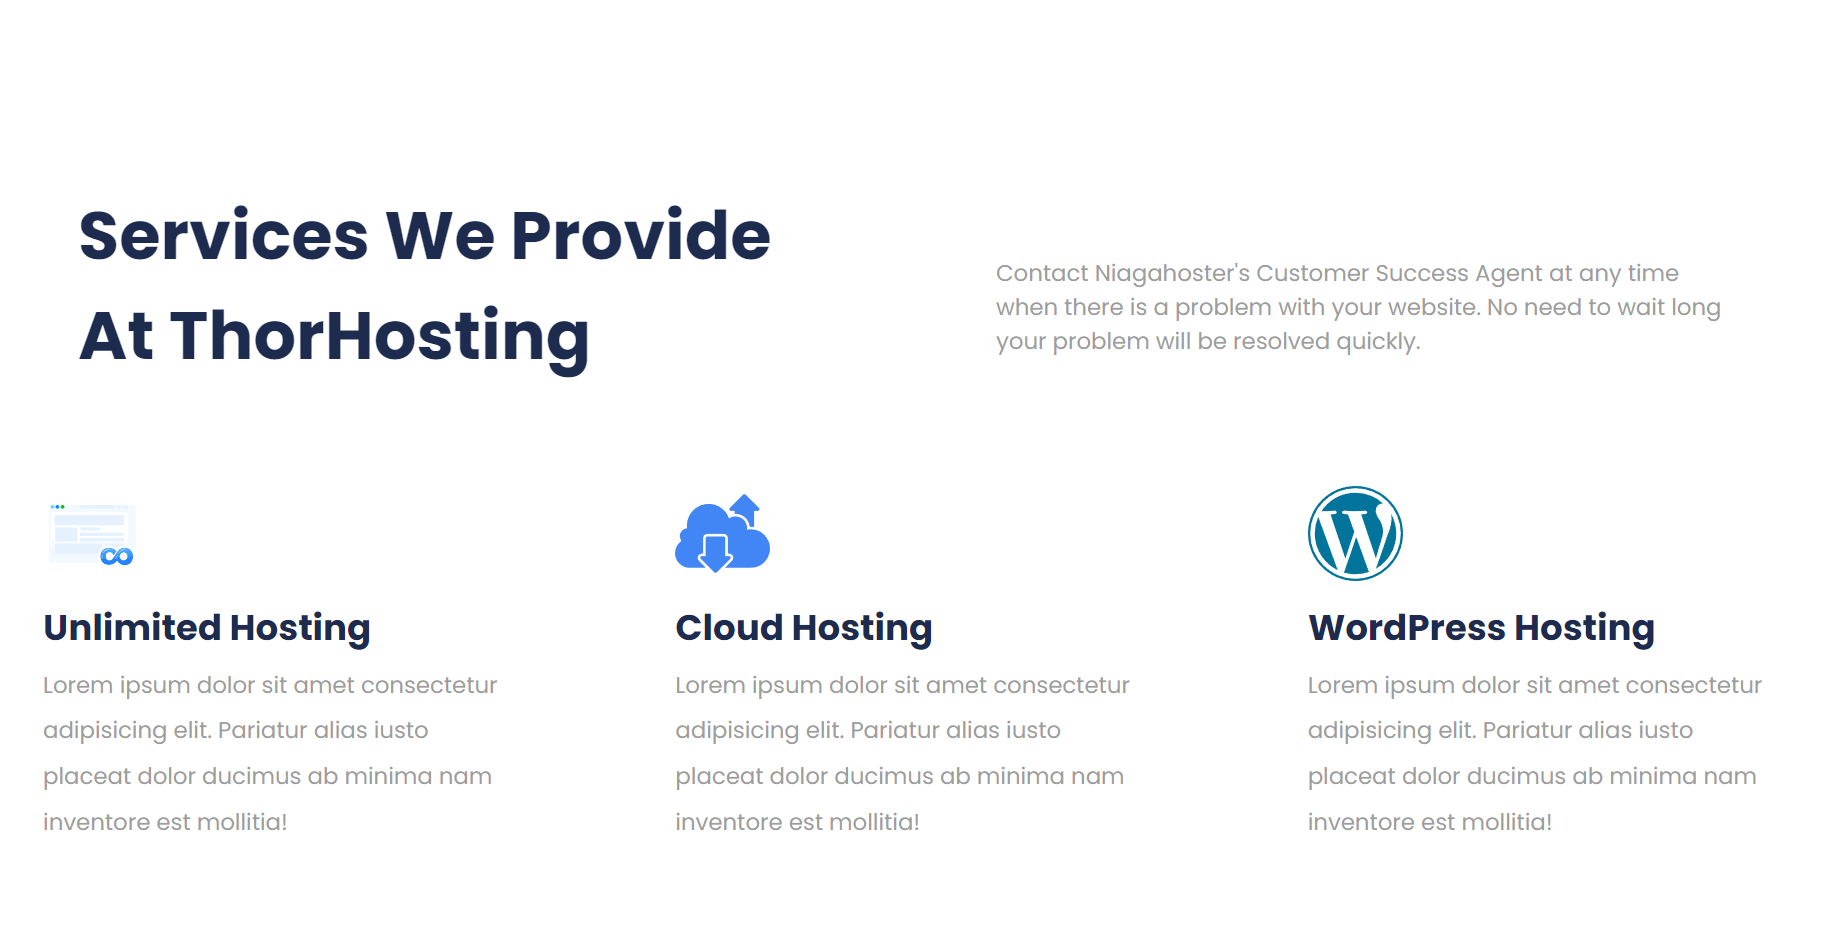 Services We Provide
At ThorHosting
Contact Niagahoster's Customer Success Agent at any time
when there is a problem with your website. No need to wait long
your problem will be resolved quickly.
Unlimited Hosting
Lorem ipsum dolor sit amet consectetur
adipisicing elit. Pariatur alias iusto
placeat dolor ducimus ab minima nam
inventore est mollitia!
Cloud Hosting
Lorem ipsum dolor sit amet consectetur
adipisicing elit. Pariatur alias iusto
placeat dolor ducimus ab minima nam
inventore est mollitia!
WordPress Hosting
Lorem ipsum dolor sit amet consectetur
adipisicing elit. Pariatur alias iusto
placeat dolor ducimus ab minima nam
inventore est mollitia!